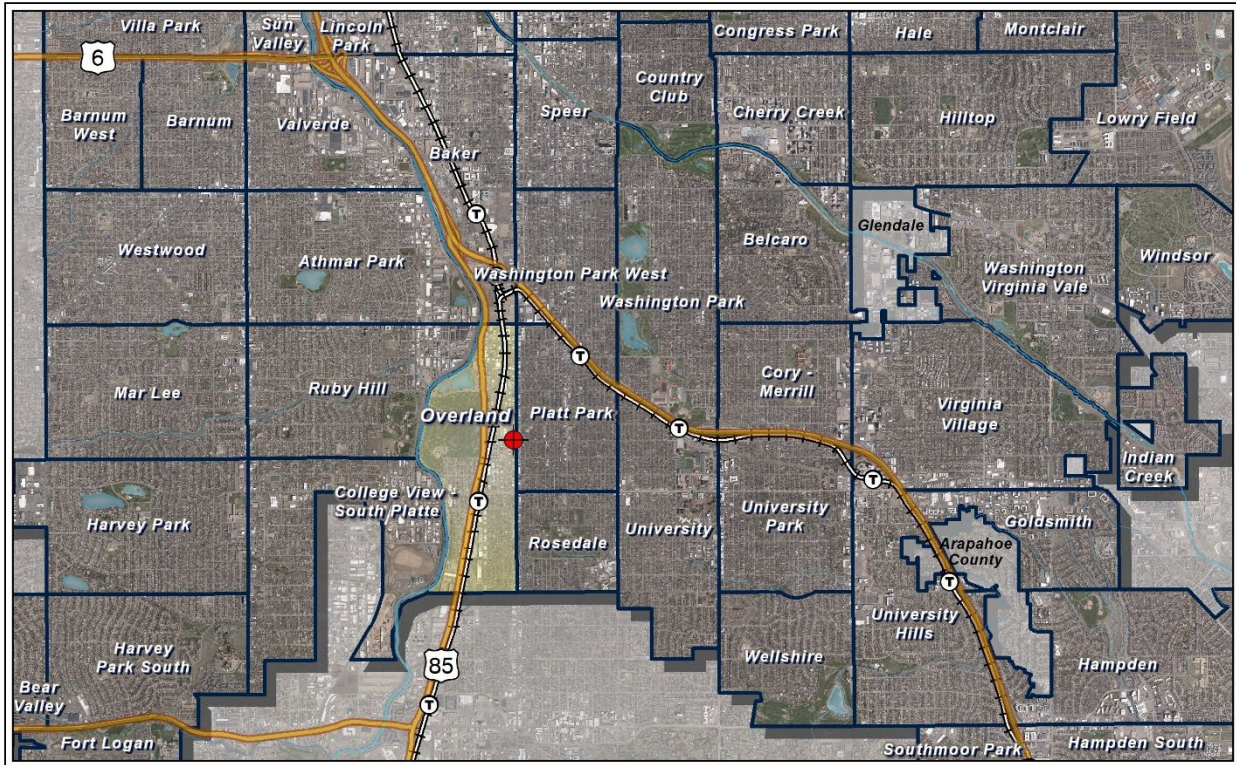 Villa Park
Sun
Valley
Lincoln
Park
Congress Park
Hale
Montclair
6
Barnum
West
Barnum
Valverde
Baker
Speer
Country
Club
Cherry Creek
Hilltop
Lowry Field
Westwood
Athmar Park
T
Washington Park West
Washington Park
Belcaro
Glendale
Washington
Virginia Vale
Windsor
Mar Lee
Ruby Hill
Overland
Platt Park
T
T
Cory -
Merrill
Virginia
Village
Indian
Creek
Harvey Park
College View -
South Platte
T
Rosedale
University
University
Park
T
Goldsmith
Arapahoe
County
T
Harvey
Park South
85
Wellshire
University
Hills
Hampden
Bear
Valley
T
Fort Logan
Southmoor Park
Hampden South